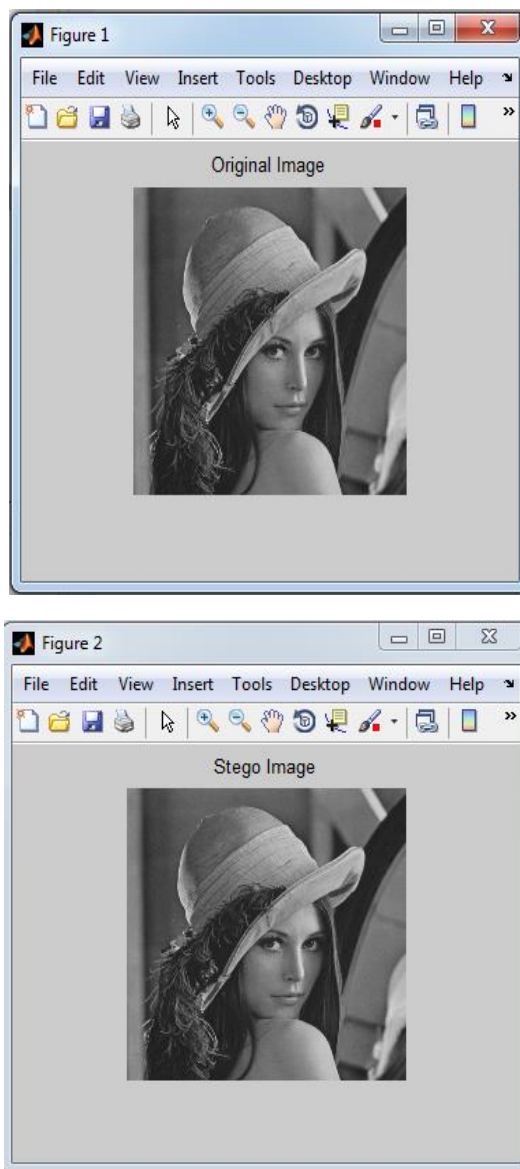 Figure 1
File Edit View Insert Tools Desktop Window Help
Original Image
Figure 2
File Edit View Insert Tools Desktop Window Help
Stego Image